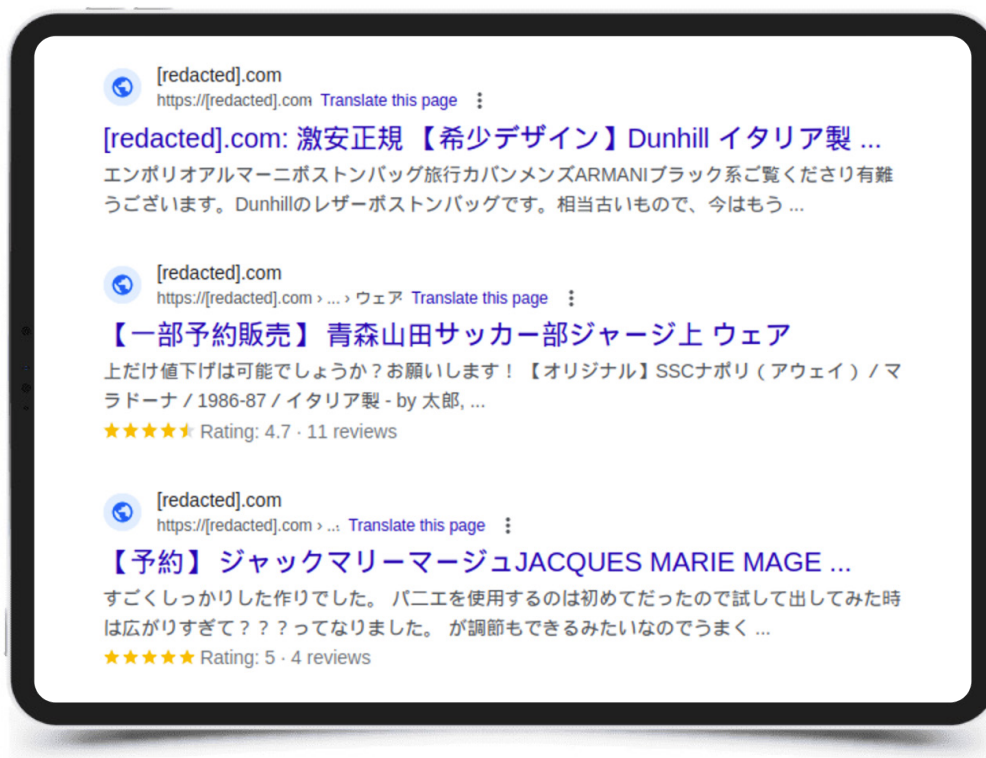 [redacted].com
https://[redacted].com Translate this page
[redacted].com: 激安正規 【希少デザイン】Dunhill イタリア製 ...
エンポリオアルマーニボストンバッグ旅行カバンメンズARMANIブラック系ご覧くださり有難
うございます。Dunhillのレザーボストンバッグです。相当古いもので、今はもう ...
[redacted].com
https://[redacted].com › ... › ウェア Translate this page
【一部予約販売】 青森山田サッカー部ジャージ上 ウェア
上だけ値下げは可能でしょうか？お願いします！ 【オリジナル】SSCナポリ（アウェイ）/ マ
ラドーナ / 1986-87 / イタリア製 - by 太郎, ...
Rating: 4.7 · 11 reviews
[redacted].com
https://[redacted].com › ... Translate this page
【予約】 ジャックマリーマージュJACQUES MARIE MAGE ...
すごくしっかりした作りでした。 パニエを使用するのは初めてだったので試して出してみた時
は広がりすぎて？？？ってなりました。 が調節もできるみたいなのでうまく ...
Rating: 5 · 4 reviews